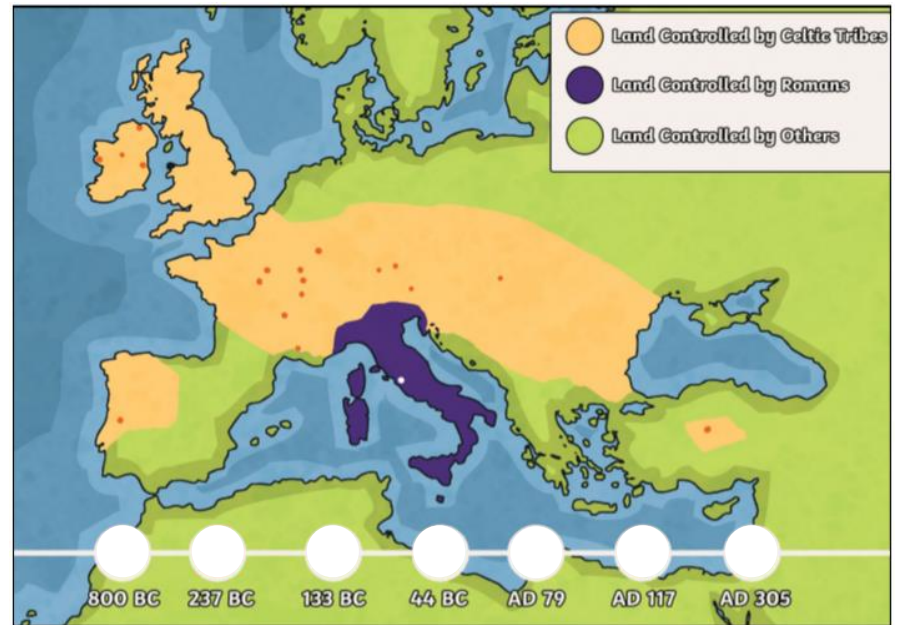 Land Controlled by Celtic Tribes
Land Controlled by Romans
Land Controlled by Others
800 BC 237 BC 133 BC 44 BC AD 79 AD 117 AD 305